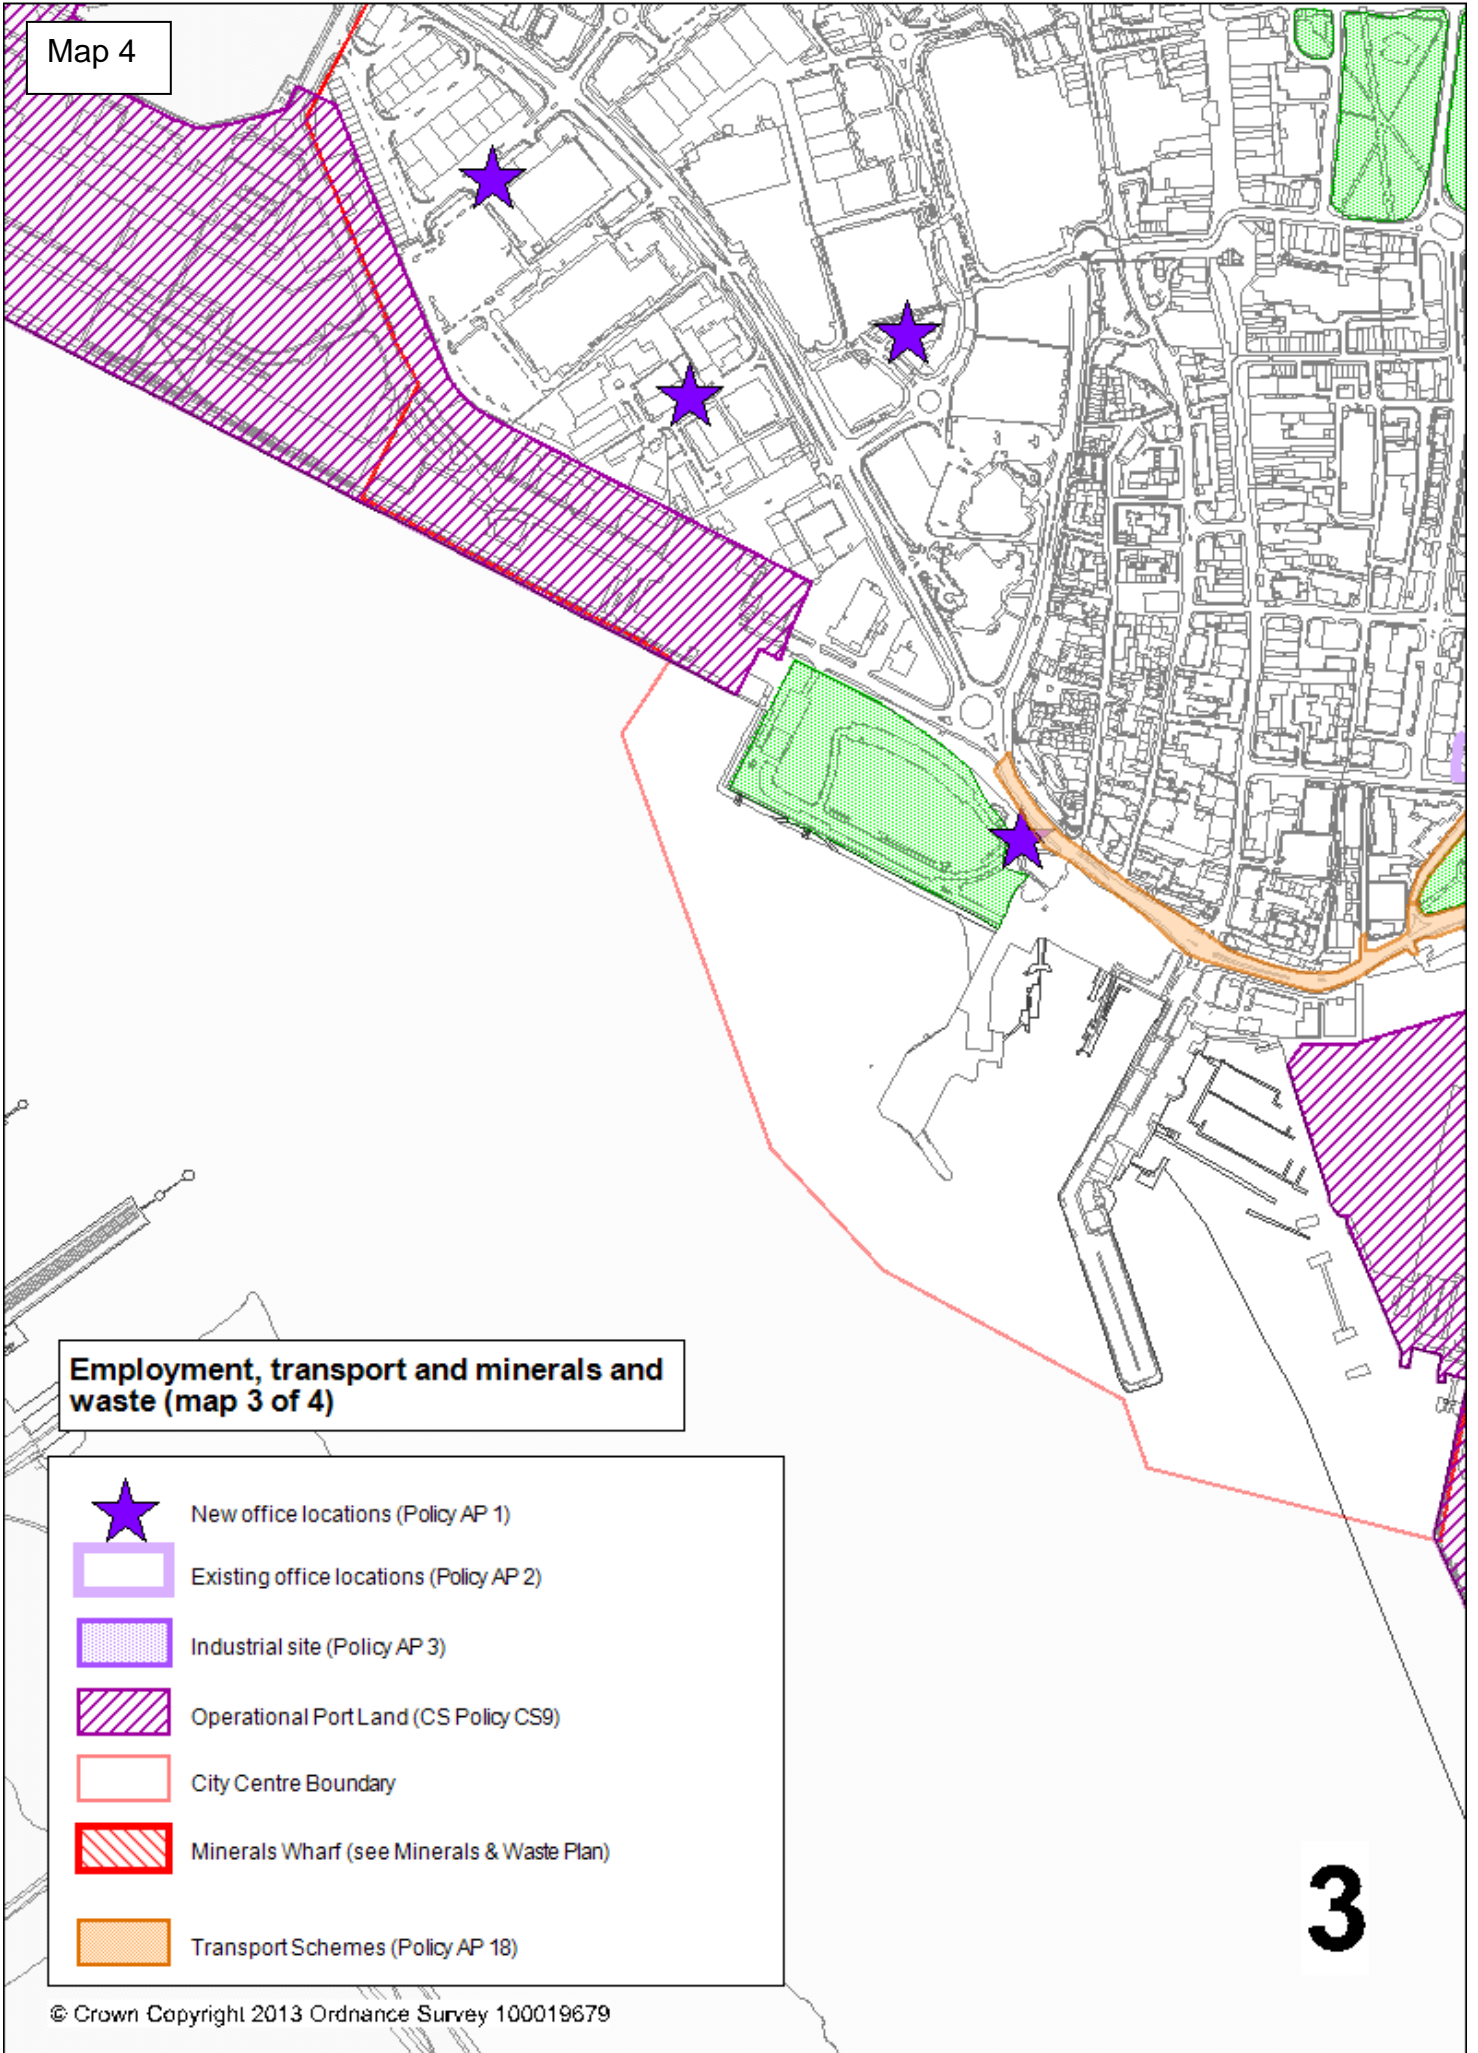 Map 4
Employment, transport and minerals and
waste (map 3 of 4)
New office locations (Policy AP 1)
Existing office locations (Policy AP 2)
Industrial site (Policy AP 3)
Operational Port Land (CS Policy CS9)
City Centre Boundary
Minerals Wharf (see Minerals & Waste Plan)
Transport Schemes (Policy AP 18)
3
© Crown Copyright 2013 Ordnance Survey 100019679